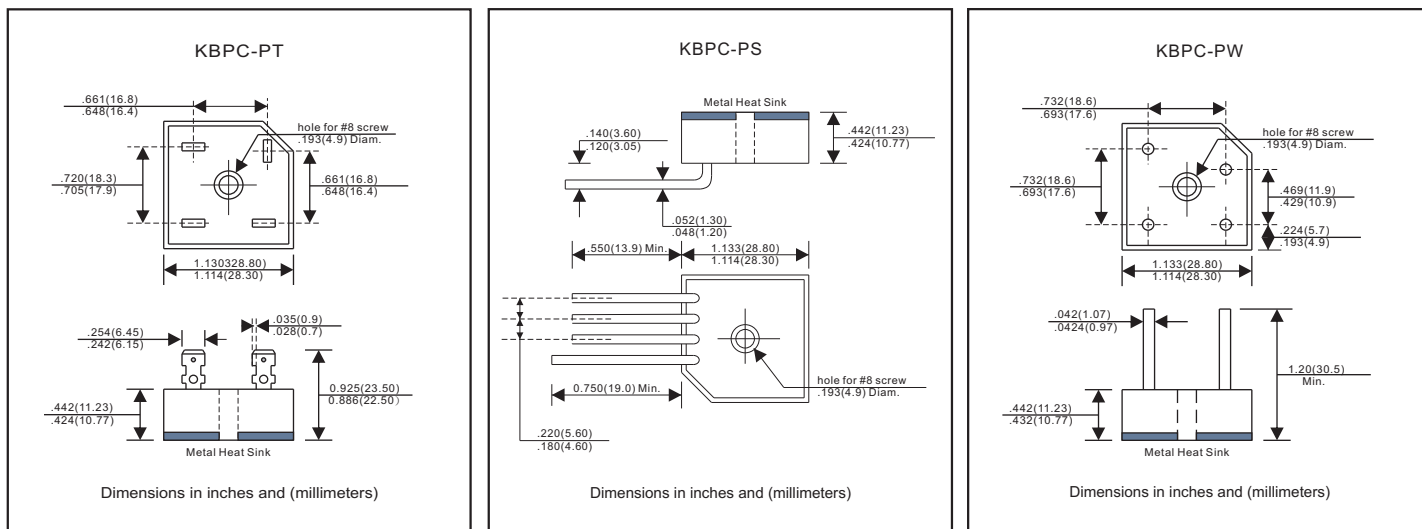 KBPC-PT
.661(16.8)
.648(16.4)
hole for #8 screw
.193(4.9) Diam.
.720(18.3)
.705(17.9)
.661(16.8)
.648(16.4)
1.130328.80)
1.114(28.30)
.254(6.45)
.242(6.15)
.035(0.9)
.028(0.7)
0.925(23.50)
0.886(22.50)
.442(11.23)
.424(10.77)
Metal Heat Sink
Dimensions in inches and (millimeters)
KBPC-PS
Metal Heat Sink
.140(3.60)
.120(3.05)
.442(11.23)
.424(10.77)
.052(1.30)
.048(1.20)
.550(13.9) Min.
1.133(28.80)
1.114(28.30)
0.750(19.0) Min.
hole for #8 screw
.193(4.9) Diam.
.220(5.60)
.180(4.60)
Dimensions in inches and (millimeters)
KBPC-PW
.732(18.6)
.693(17.6)
hole for #8 screw
.193(4.9) Diam.
.732(18.6)
.693(17.6)
.469(11.9)
.429(10.9)
.224(5.7)
.193(4.9)
1.133(28.80)
1.114(28.30)
.042(1.07)
.0424(0.97)
1.20(30.5)
Min.
.442(11.23)
.432(10.77)
Metal Heat Sink
Dimensions in inches and (millimeters)